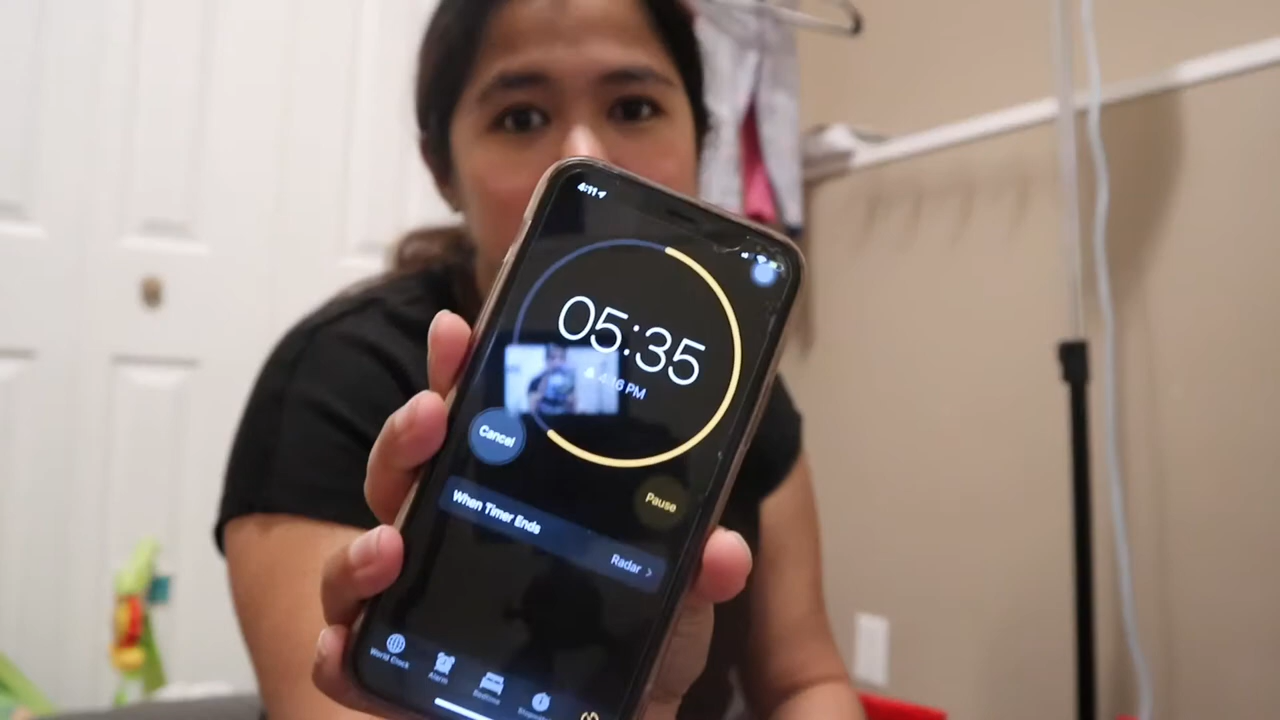 4:11
05:35
4:16 PM
Cancel
Pause
When Timer Ends
Radar
World Clock
Alarm
Bedtime
Stopwatch